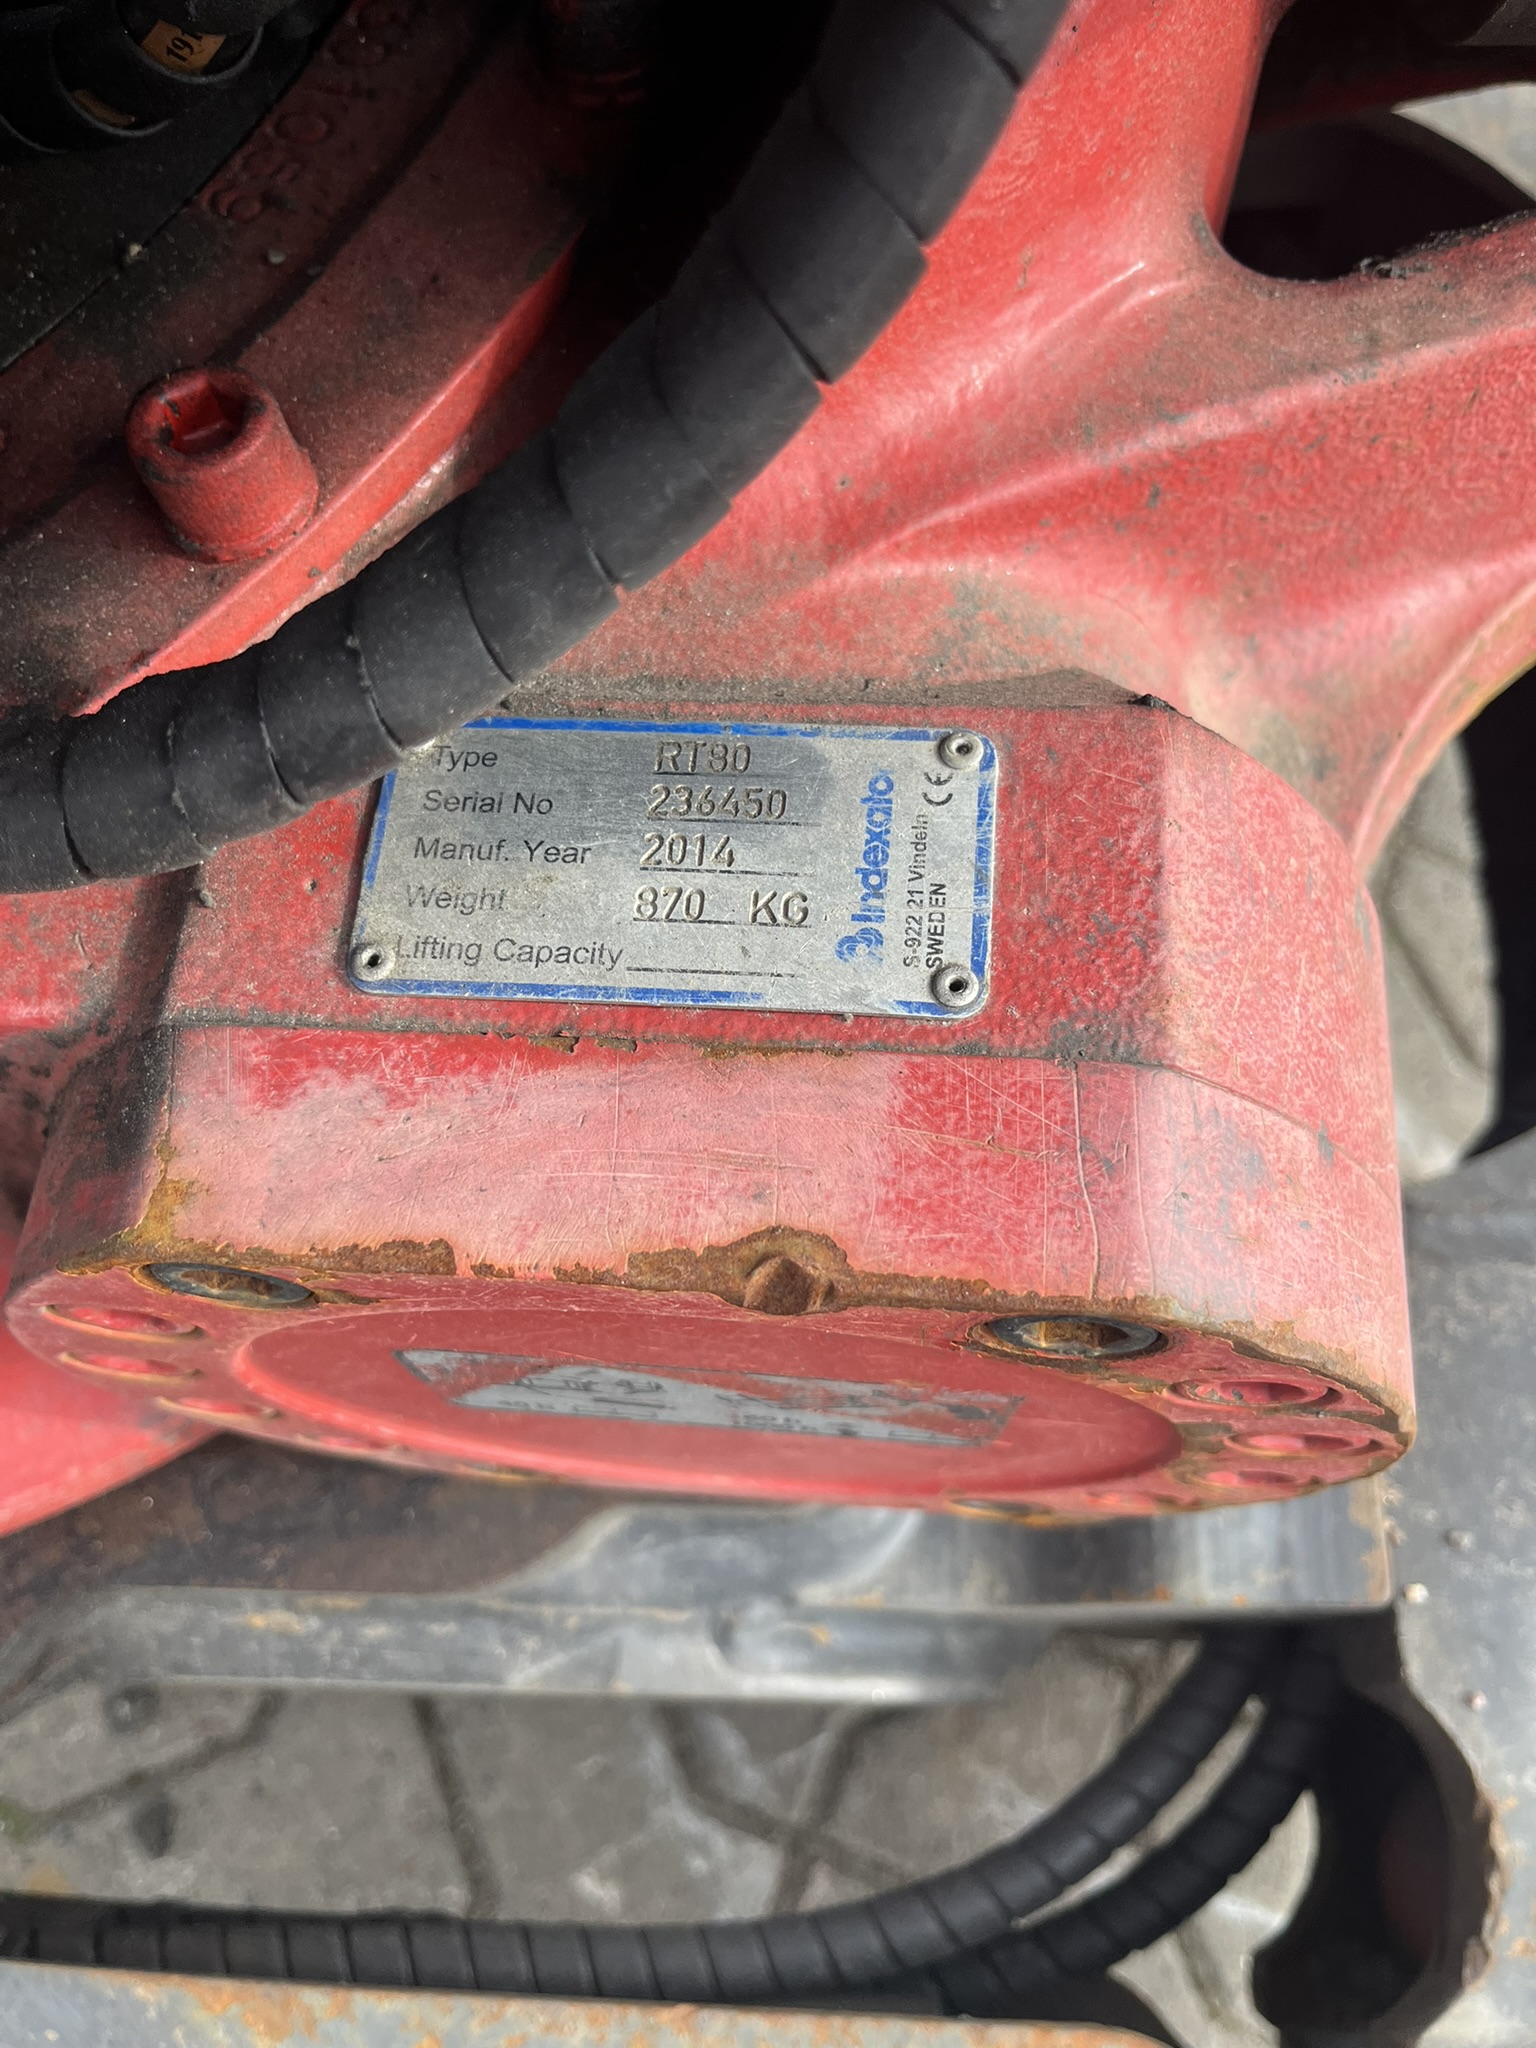 191
Type RT80
Serial No 236450
Manuf. Year 2014
Weight 870 KG
Lifting Capacity
Indexator
S-922 21 Vindeln
SWEDEN
CE